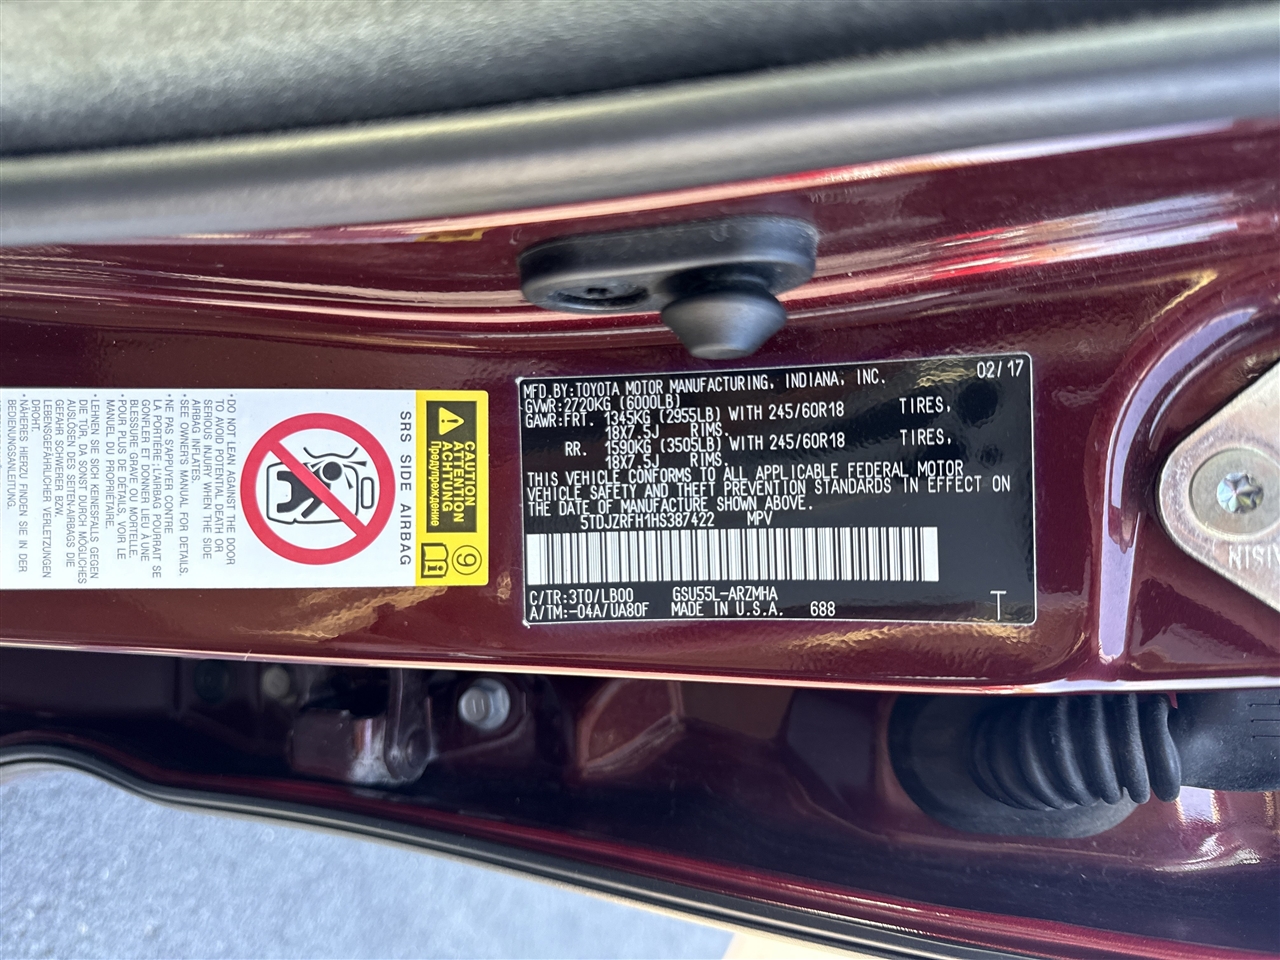 MFD.BY:TOYOTA MOTOR MANUFACTURING, INDIANA, INC. 02/17
GVWR:2720KG (6000LB)
GAWR:FRT. 1345KG (2955LB) WITH 245/60R18 TIRES,
18X7.5J RIMS.
RR. 1590KG (3505LB) WITH 245/60R18 TIRES,
18X7.5J RIMS.
THIS VEHICLE CONFORMS TO ALL APPLICABLE FEDERAL MOTOR
VEHICLE SAFETY AND THEFT PREVENTION STANDARDS IN EFFECT ON
THE DATE OF MANUFACTURE SHOWN ABOVE.
5TDJZRFH1HS387422 MPV
C/TR:3T0/LB00 GSU55L-ARZMHA
A/TM:-04A/UA80F MADE IN U.S.A. 688 T
CAUTION
ATTENTION
ACHTUNG
Предупреждение
9
SRS SIDE AIRBAG
•DO NOT LEAN AGAINST THE DOOR
TO AVOID POTENTIAL DEATH OR
SERIOUS INJURY WHEN THE SIDE
AIRBAG INFLATES.
•SEE OWNER'S MANUAL FOR DETAILS.
•NE PAS S'APPUYER CONTRE
LA PORTIÈRE : L'AIRBAG POURRAIT SE
GONFLER ET DONNER LIEU À UNE
BLESSURE GRAVE OU MORTELLE.
•POUR PLUS DE DETAILS, VOIR LE
MANUEL DU PROPRIÉTAIRE.
•LEHNEN SIE SICH KEINESFALLS GEGEN
DIE TÜR, DA SONST DURCH MÖGLICHES
AUSLÖSEN DES SEITEN-AIRBAGS DIE
GEFAHR SCHWERER BZW.
LEBENSGEFÄHRLICHER VERLETZUNGEN
DROHT.
•NÄHERES HIERZU FINDEN SIE IN DER
BEDIENUNGSANLEITUNG.